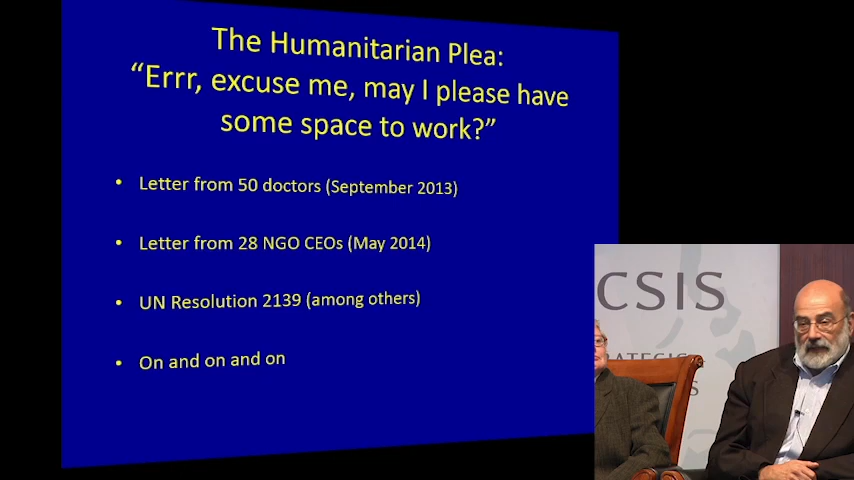 The Humanitarian Plea:
“Errr, excuse me, may I please have
some space to work?”
• Letter from 50 doctors (September 2013)
• Letter from 28 NGO CEOs (May 2014)
• UN Resolution 2139 (among others)
• On and on and on
CSIS